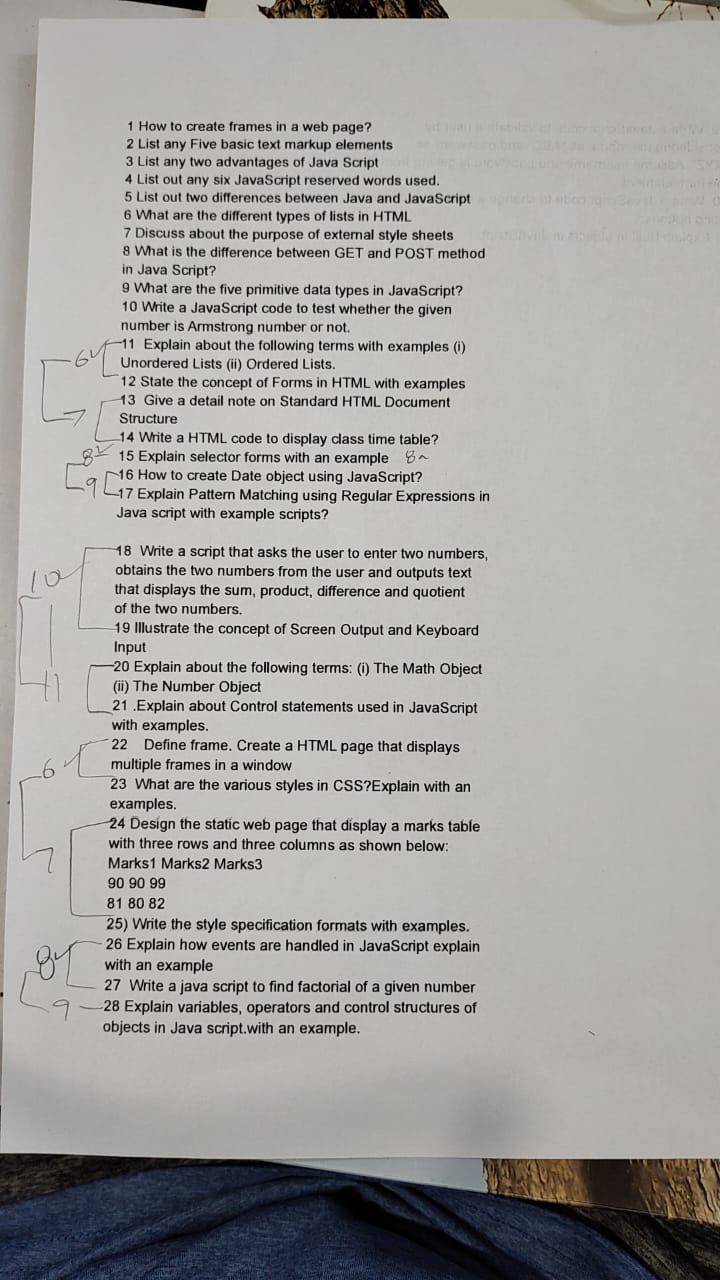 1 How to create frames in a web page?
2 List any Five basic text markup elements
3 List any two advantages of Java Script
4 List out any six JavaScript reserved words used.
5 List out two differences between Java and JavaScript
6 What are the different types of lists in HTML
7 Discuss about the purpose of external style sheets
8 What is the difference between GET and POST method
in Java Script?
9 What are the five primitive data types in JavaScript?
10 Write a JavaScript code to test whether the given
number is Armstrong number or not.
6 11 Explain about the following terms with examples (i)
Unordered Lists (ii) Ordered Lists.
12 State the concept of Forms in HTML with examples
7 13 Give a detail note on Standard HTML Document
Structure
14 Write a HTML code to display class time table?
8 15 Explain selector forms with an example 8
9 16 How to create Date object using JavaScript?
17 Explain Pattern Matching using Regular Expressions in
Java script with example scripts?
18 Write a script that asks the user to enter two numbers,
10 obtains the two numbers from the user and outputs text
that displays the sum, product, difference and quotient
of the two numbers.
19 Illustrate the concept of Screen Output and Keyboard
Input
20 Explain about the following terms: (i) The Math Object
11 (ii) The Number Object
21 .Explain about Control statements used in JavaScript
with examples.
22 Define frame. Create a HTML page that displays
6 multiple frames in a window
23 What are the various styles in CSS?Explain with an
examples.
24 Design the static web page that display a marks table
with three rows and three columns as shown below:
7 Marks1 Marks2 Marks3
90 90 99
81 80 82
25) Write the style specification formats with examples.
26 Explain how events are handled in JavaScript explain
8 with an example
27 Write a java script to find factorial of a given number
9 28 Explain variables, operators and control structures of
objects in Java script.with an example.